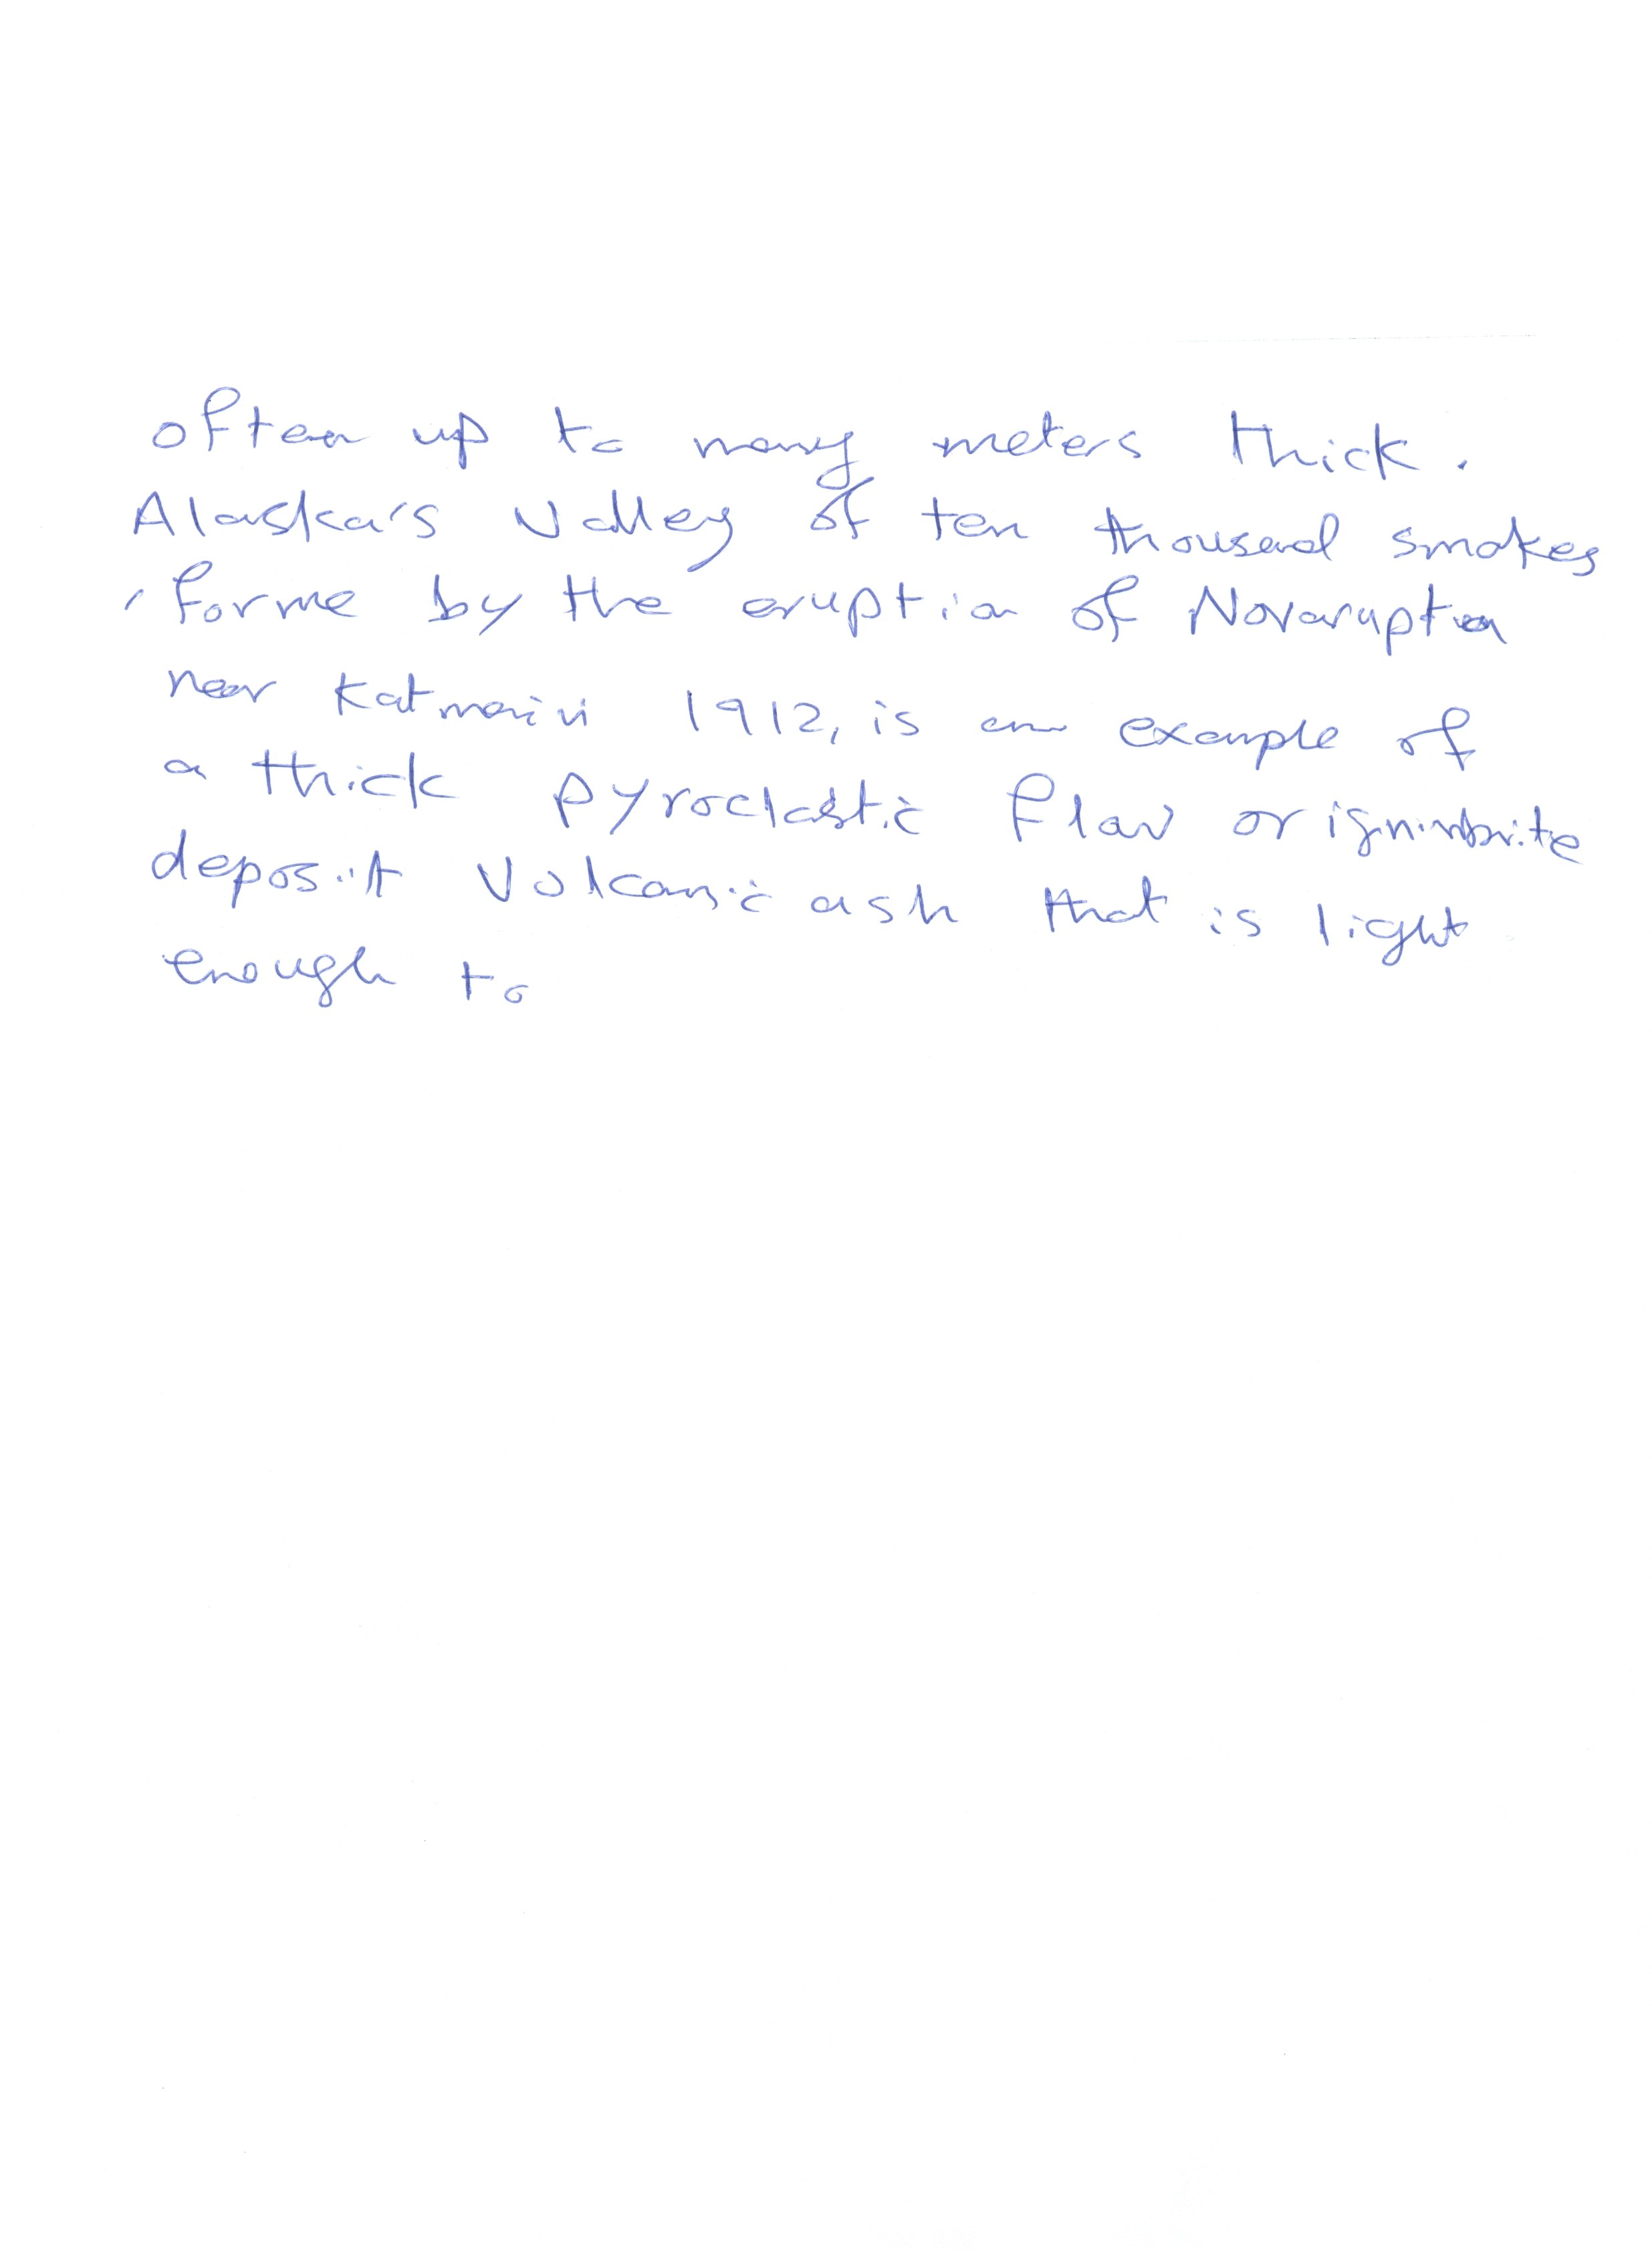 often up to many meters thick.
Alaska's Valley of ten thousand smokes
, forme by the eruption of Novarupta
near Katmai in 1912, is an example of
a thick pyroclastic flow or ignimbrite
deposit Volcanic ash that is light
enough to